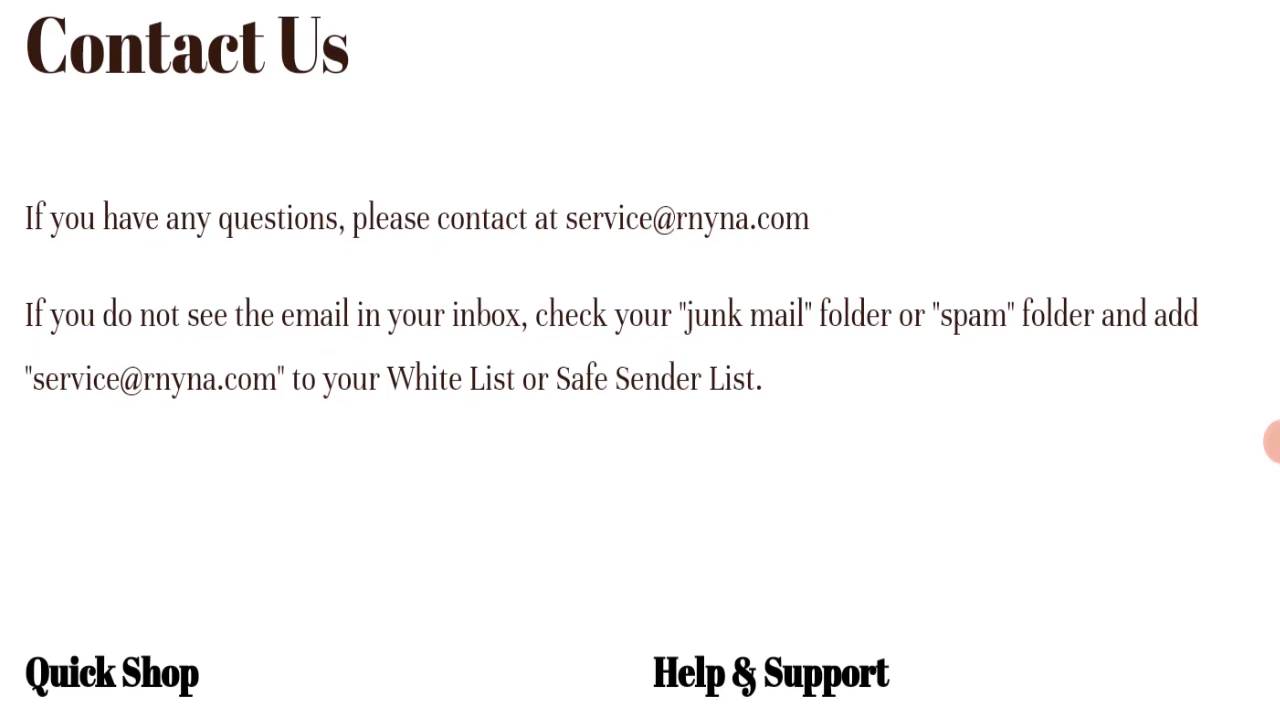 Contact Us
If you have any questions, please contact at service@rnyna.com
If you do not see the email in your inbox, check your "junk mail" folder or "spam" folder and add
"service@rnyna.com" to your White List or Safe Sender List.
Quick Shop
Help & Support